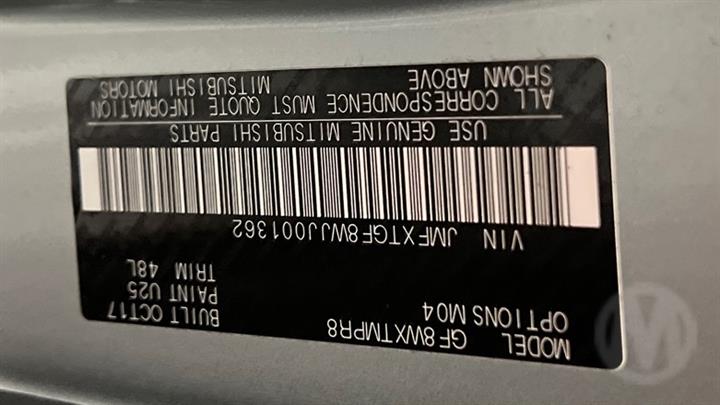 MODEL GF8WXTMPR8 BUILT OCT17
OPTIONS M04 PAINT U25
TRIM 48L
VIN JMFXTGF8WJJ001362
USE GENUINE MITSUBISHI PARTS
ALL CORRESPONDENCE MUST QUOTE INFORMATION
SHOWN ABOVE MITSUBISHI MOTORS
M